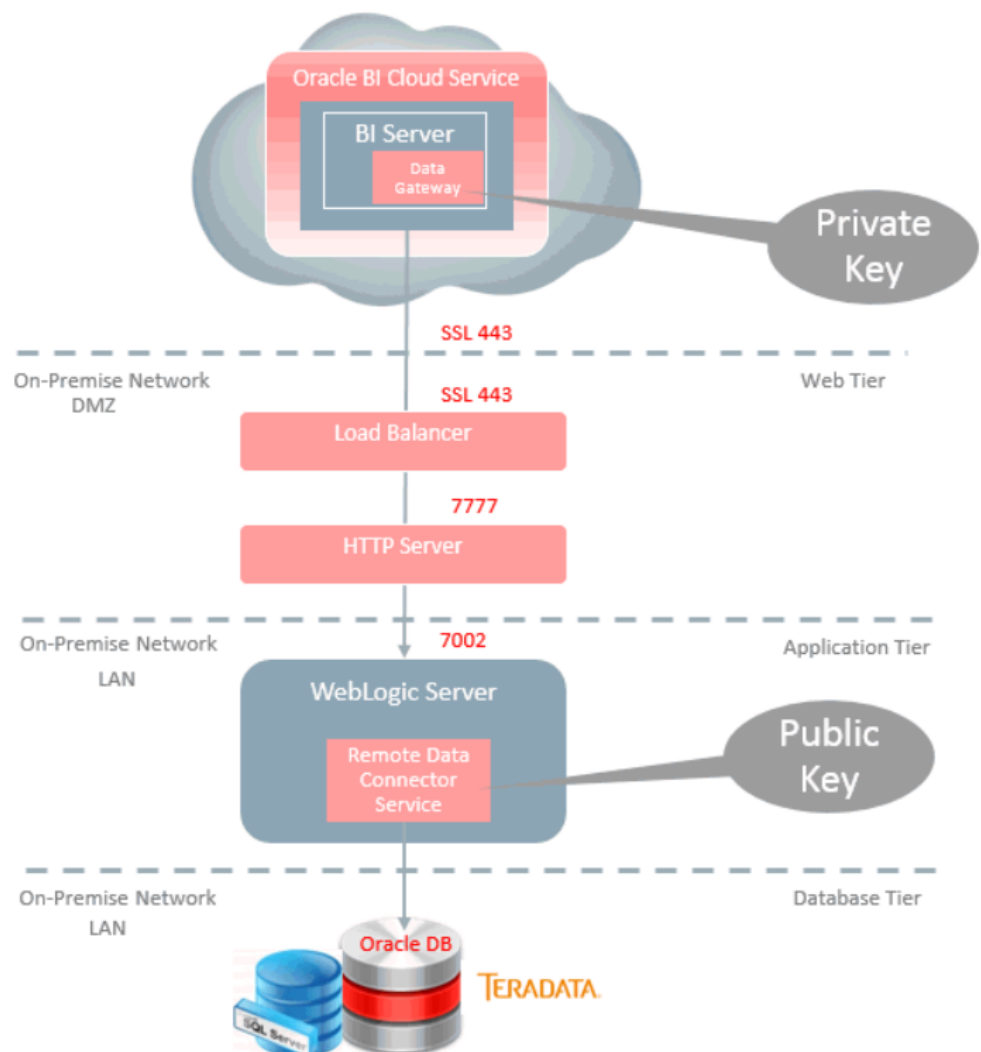 Oracle BI Cloud Service
BI Server
Data
Gateway
Private
Key
SSL 443
On-Premise Network
DMZ
Web Tier
SSL 443
Load Balancer
7777
HTTP Server
On-Premise Network
LAN
7002
Application Tier
WebLogic Server
Remote Data
Connector
Service
Public
Key
On-Premise Network
LAN
Database Tier
Oracle DB
SQL Server
TERADATA.